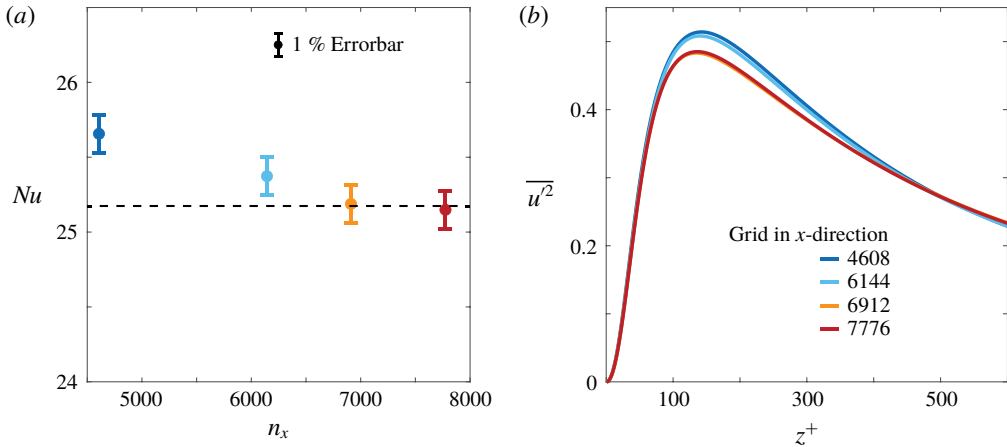 (a)
26
25
24
Nu
1 % Errorbar
5000 6000 7000 8000
n_x
(b)
0.4
0.2
0
\overline{u'^2}
Grid in x-direction
4608
6144
6912
7776
100 300 500
z^+